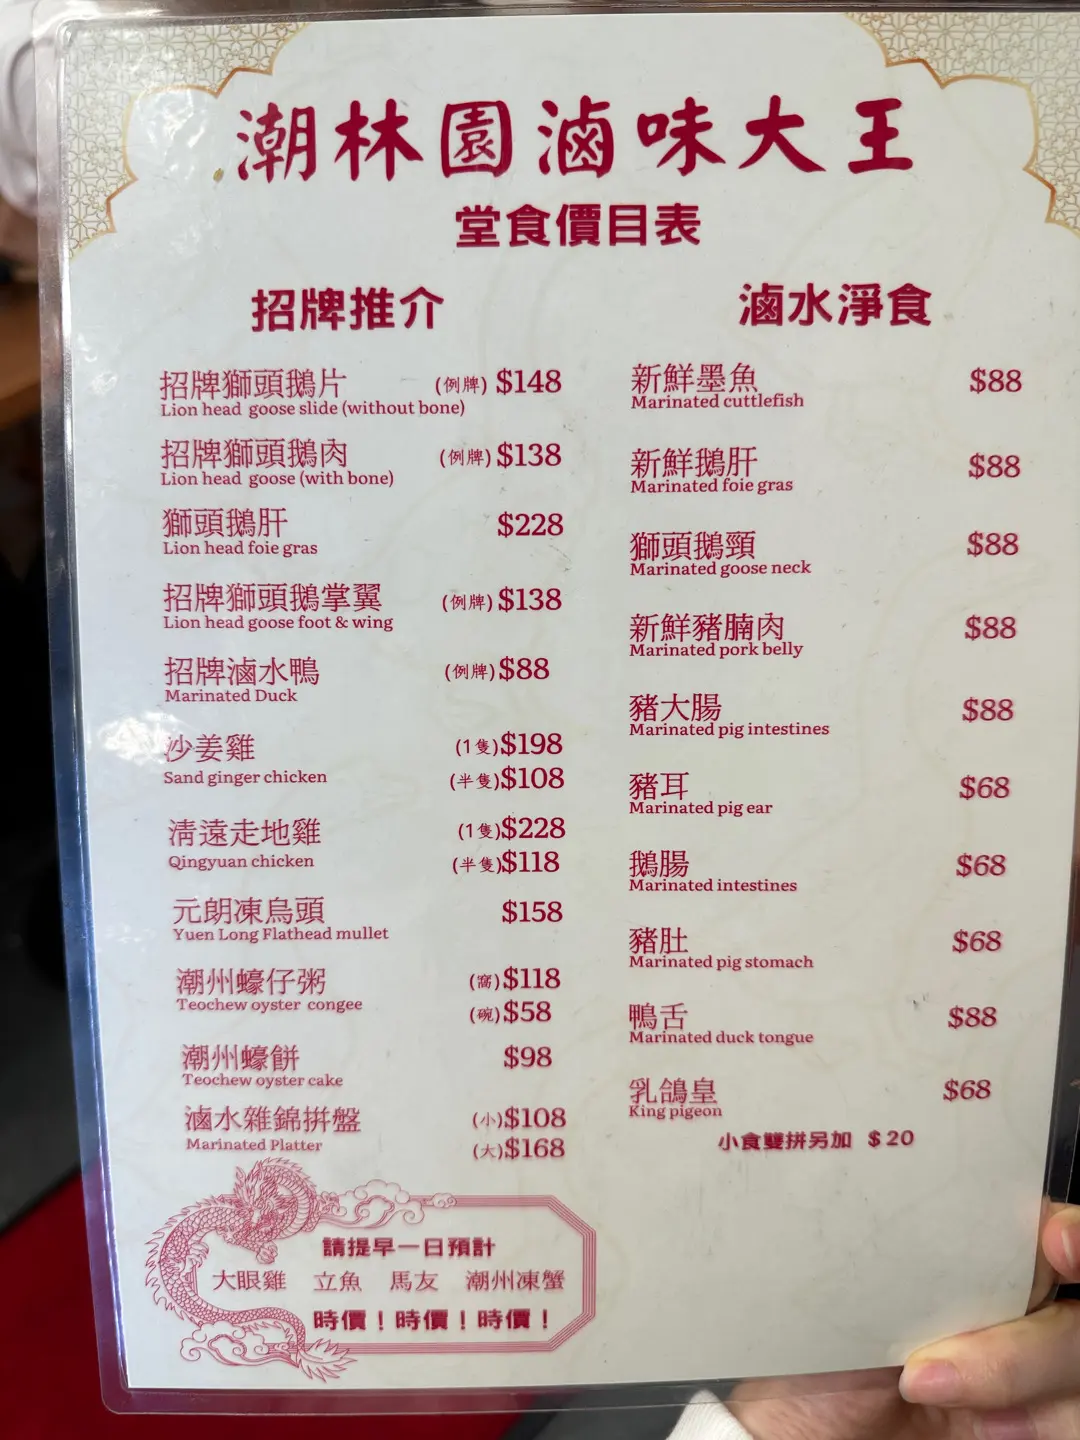 潮林園滷味大王
堂食價目表
招牌推介
招牌獅頭鵝片 (例牌) $148
Lion head goose slide (without bone)
招牌獅頭鵝肉 (例牌) $138
Lion head goose (with bone)
獅頭鵝肝 $228
Lion head foie gras
招牌獅頭鵝掌翼 (例牌) $138
Lion head goose foot & wing
招牌滷水鴨 (例牌) $88
Marinated Duck
沙姜雞 (1隻) $198
Sand ginger chicken (半隻) $108
清遠走地雞 (1隻) $228
Qingyuan chicken (半隻) $118
元朗凍烏頭 $158
Yuen Long Flathead mullet
潮州蠔仔粥 (窩) $118
Teochew oyster congee (碗) $58
潮州蠔餅 $98
Teochew oyster cake
滷水雜錦拼盤 (小) $108
Marinated Platter (大) $168
滷水淨食
新鮮墨魚 $88
Marinated cuttlefish
新鮮鵝肝 $88
Marinated foie gras
獅頭鵝頸 $88
Marinated goose neck
新鮮豬腩肉 $88
Marinated pork belly
豬大腸 $88
Marinated pig intestines
豬耳 $68
Marinated pig ear
鵝腸 $68
Marinated intestines
豬肚 $68
Marinated pig stomach
鴨舌 $88
Marinated duck tongue
乳鴿皇 $68
King pigeon
小食雙拼另加 $20
請提早一日預計
大眼雞 立魚 馬友 潮州凍蟹
時價!時價!時價!